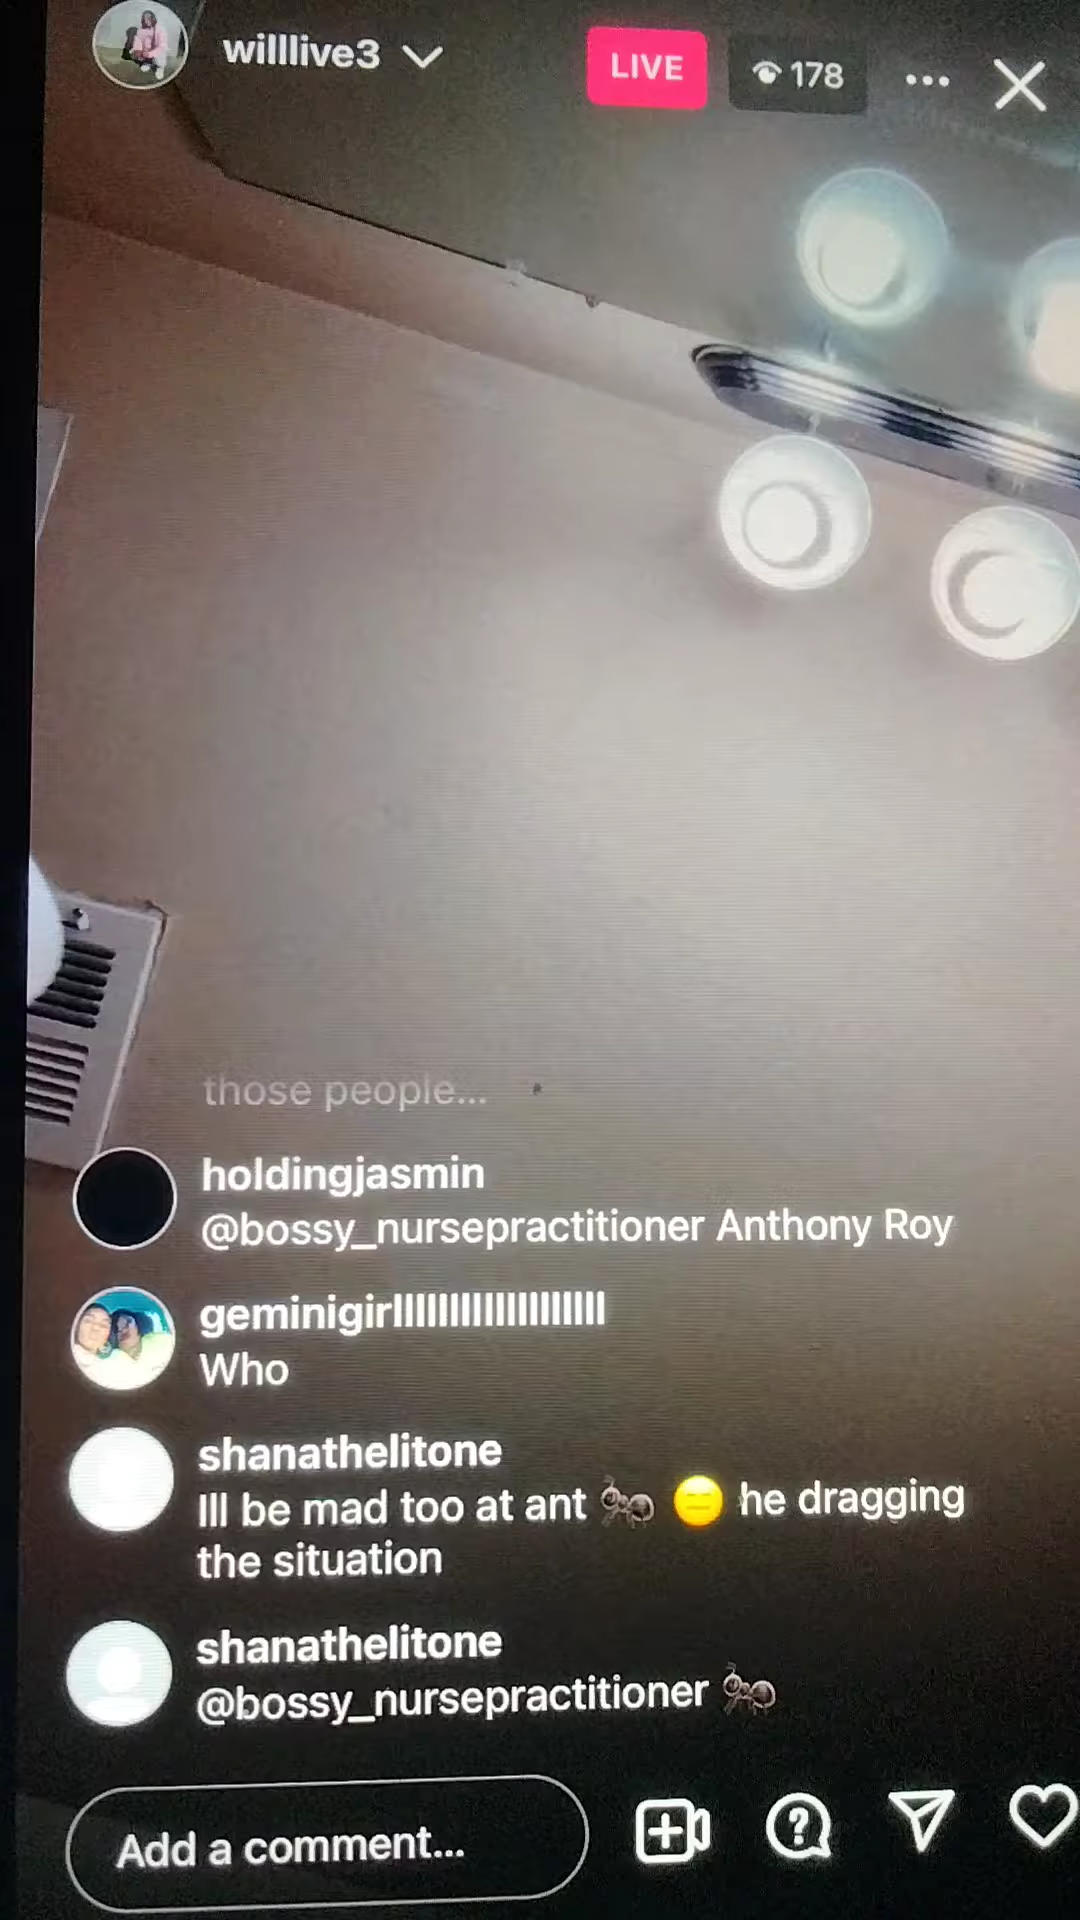 willlive3
LIVE
178
those people...
holdingjasmin
@bossy_nursepractitioner Anthony Roy
geminigirlllllllllllllllllllll
Who
shanathelitone
Ill be mad too at ant 🐜 😑 he dragging
the situation
shanathelitone
@bossy_nursepractitioner 🐜
Add a comment...